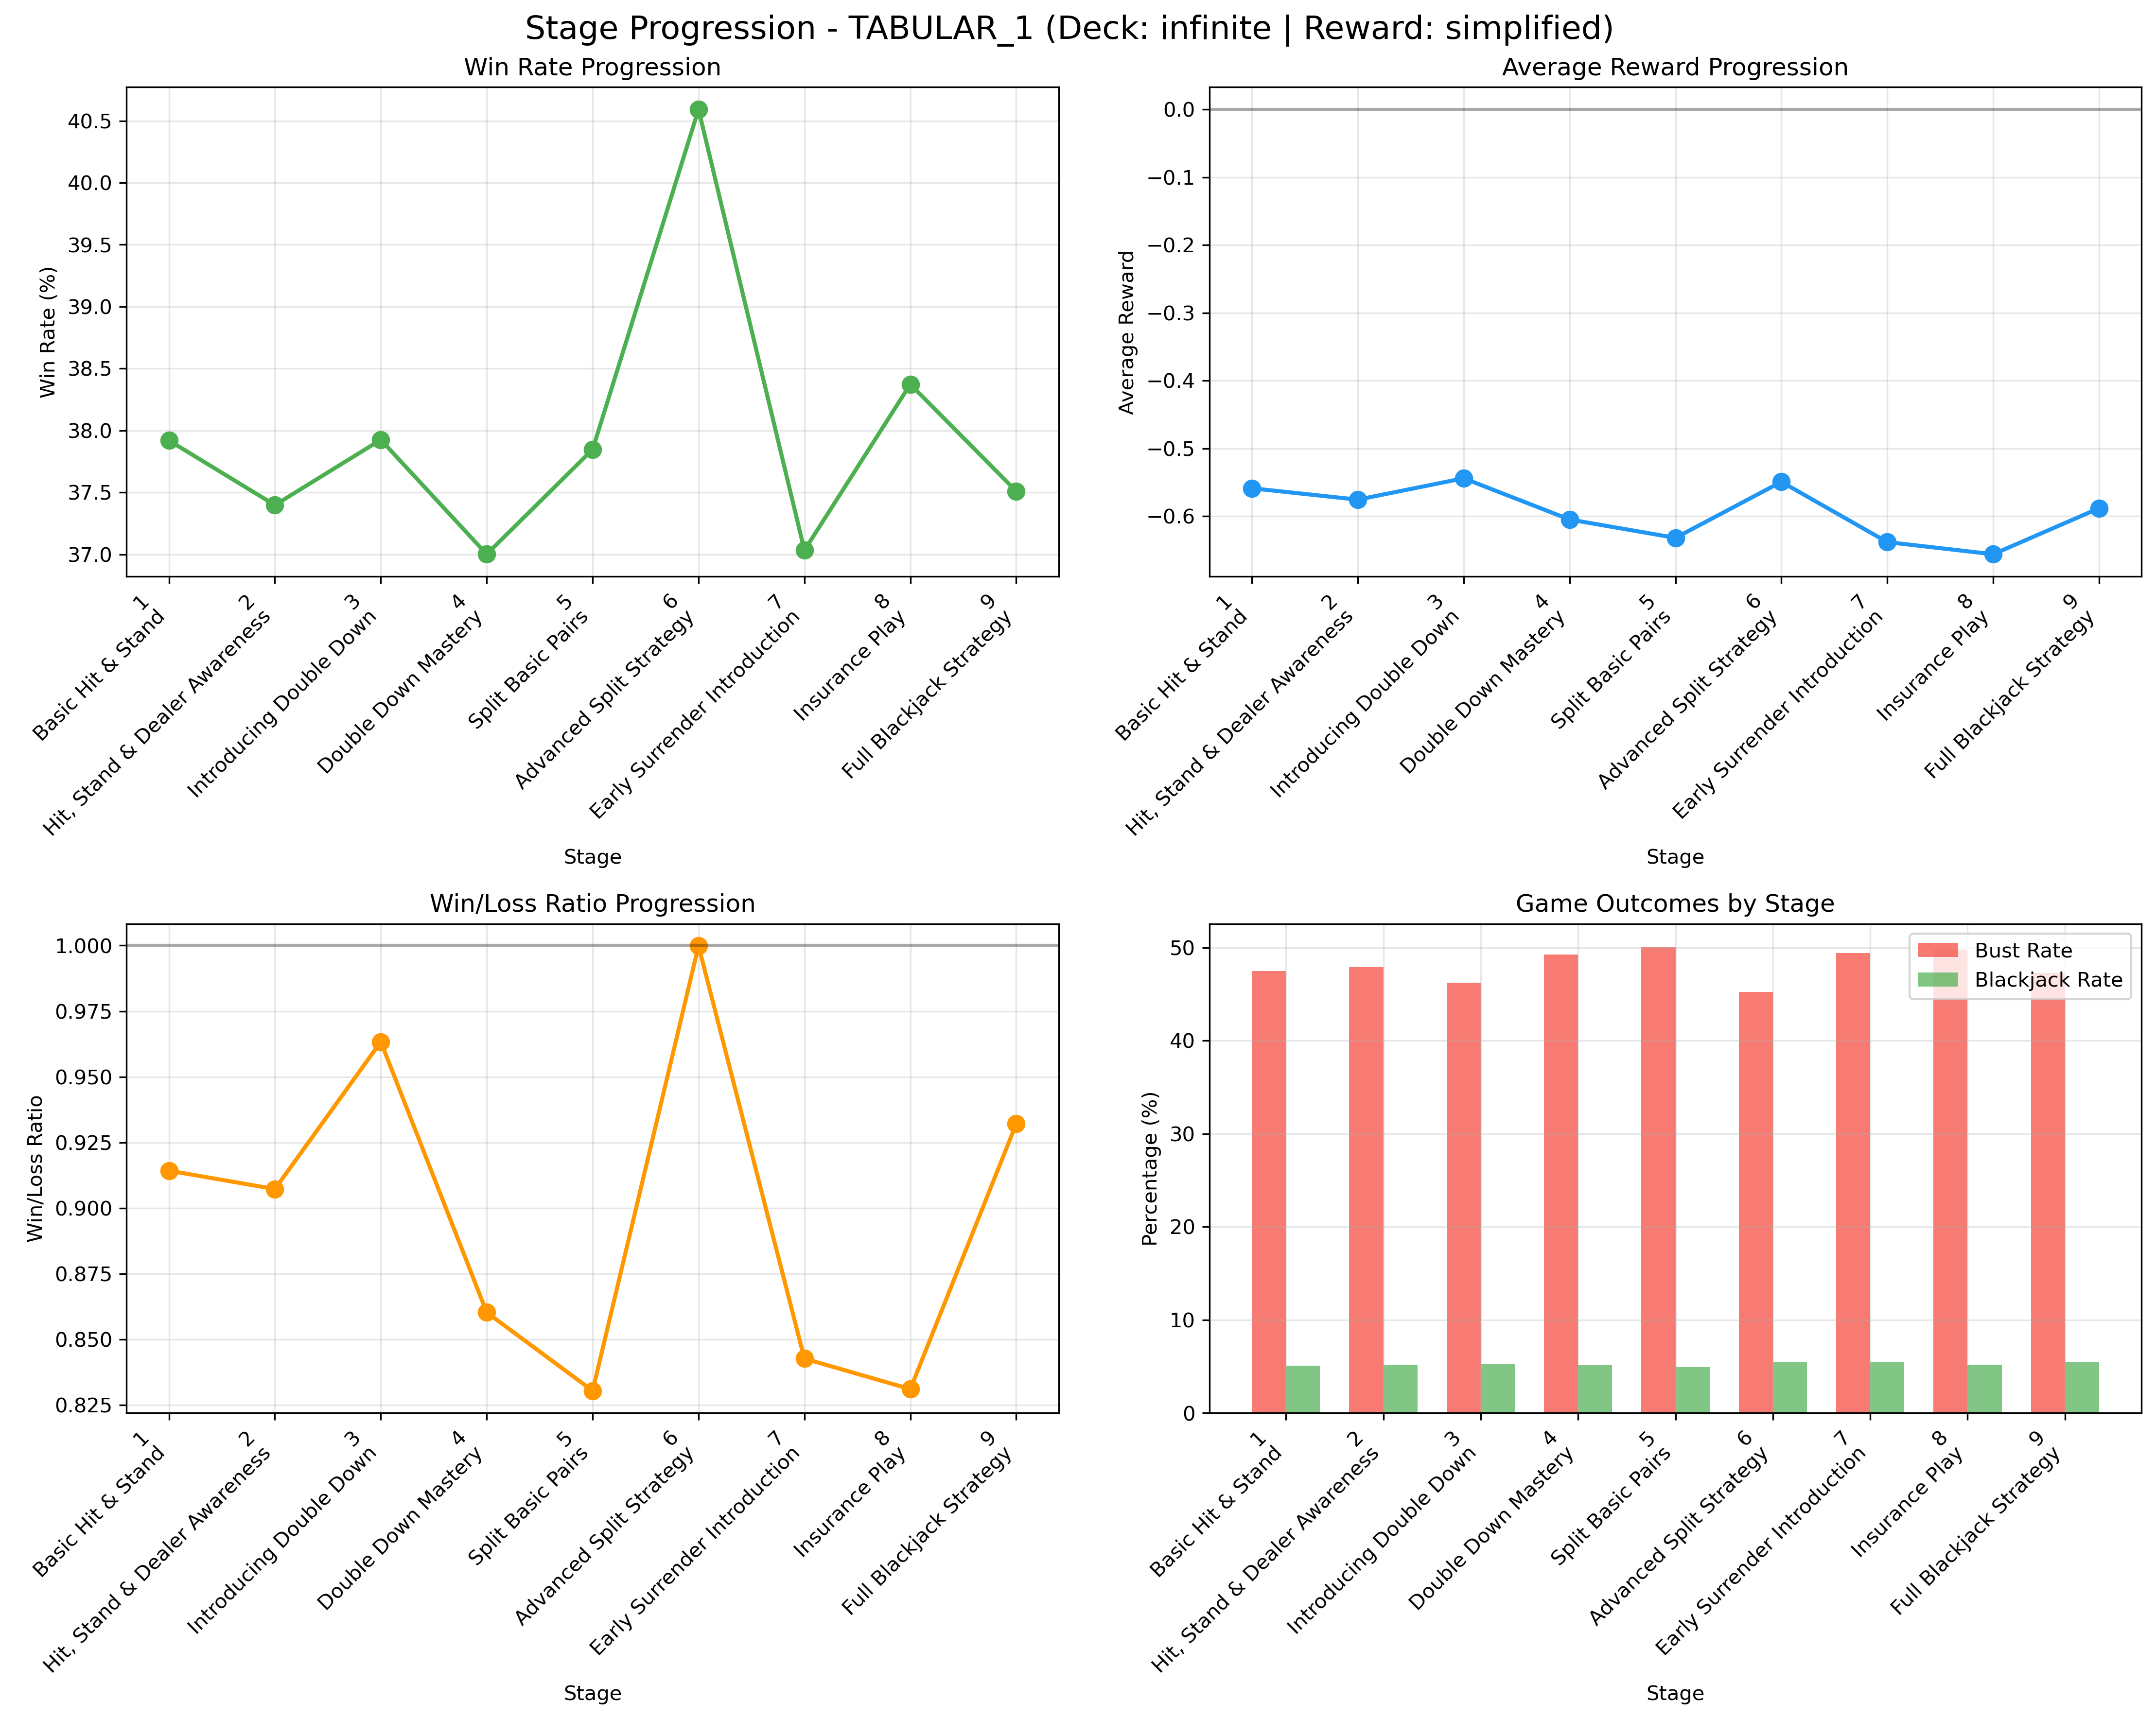 Stage Progression - TABULAR_1 (Deck: infinite | Reward: simplified)
Win Rate Progression
Win Rate (%)
40.5
40.0
39.5
39.0
38.5
38.0
37.5
37.0
1
Basic Hit & Stand
2
Hit, Stand & Dealer Awareness
3
Introducing Double Down
4
Double Down Mastery
5
Split Basic Pairs
6
Advanced Split Strategy
7
Early Surrender Introduction
8
Insurance Play
9
Full Blackjack Strategy
Stage
Average Reward Progression
Average Reward
0.0
−0.1
−0.2
−0.3
−0.4
−0.5
−0.6
1
Basic Hit & Stand
2
Hit, Stand & Dealer Awareness
3
Introducing Double Down
4
Double Down Mastery
5
Split Basic Pairs
6
Advanced Split Strategy
7
Early Surrender Introduction
8
Insurance Play
9
Full Blackjack Strategy
Stage
Win/Loss Ratio Progression
Win/Loss Ratio
1.000
0.975
0.950
0.925
0.900
0.875
0.850
0.825
1
Basic Hit & Stand
2
Hit, Stand & Dealer Awareness
3
Introducing Double Down
4
Double Down Mastery
5
Split Basic Pairs
6
Advanced Split Strategy
7
Early Surrender Introduction
8
Insurance Play
9
Full Blackjack Strategy
Stage
Game Outcomes by Stage
Percentage (%)
50
40
30
20
10
0
Bust Rate
Blackjack Rate
1
Basic Hit & Stand
2
Hit, Stand & Dealer Awareness
3
Introducing Double Down
4
Double Down Mastery
5
Split Basic Pairs
6
Advanced Split Strategy
7
Early Surrender Introduction
8
Insurance Play
9
Full Blackjack Strategy
Stage